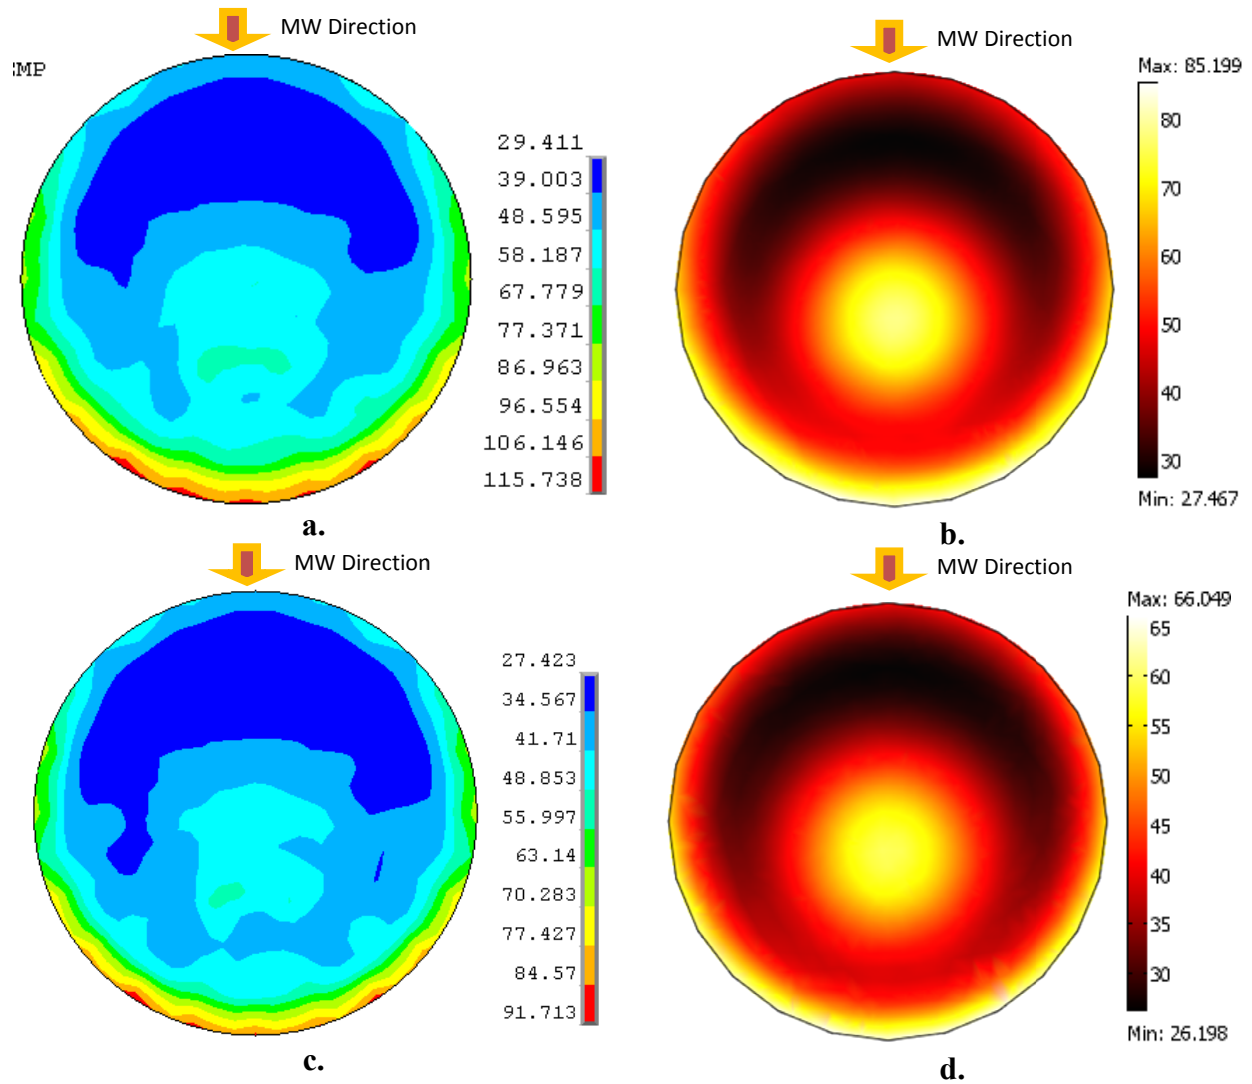 MW Direction
:MP
29.411
39.003
48.595
58.187
67.779
77.371
86.963
96.554
106.146
115.738
a.
MW Direction
Max: 85.199
80
70
60
50
40
30
Min: 27.467
b.
MW Direction
27.423
34.567
41.71
48.853
55.997
63.14
70.283
77.427
84.57
91.713
c.
MW Direction
Max: 66.049
65
60
55
50
45
40
35
30
Min: 26.198
d.